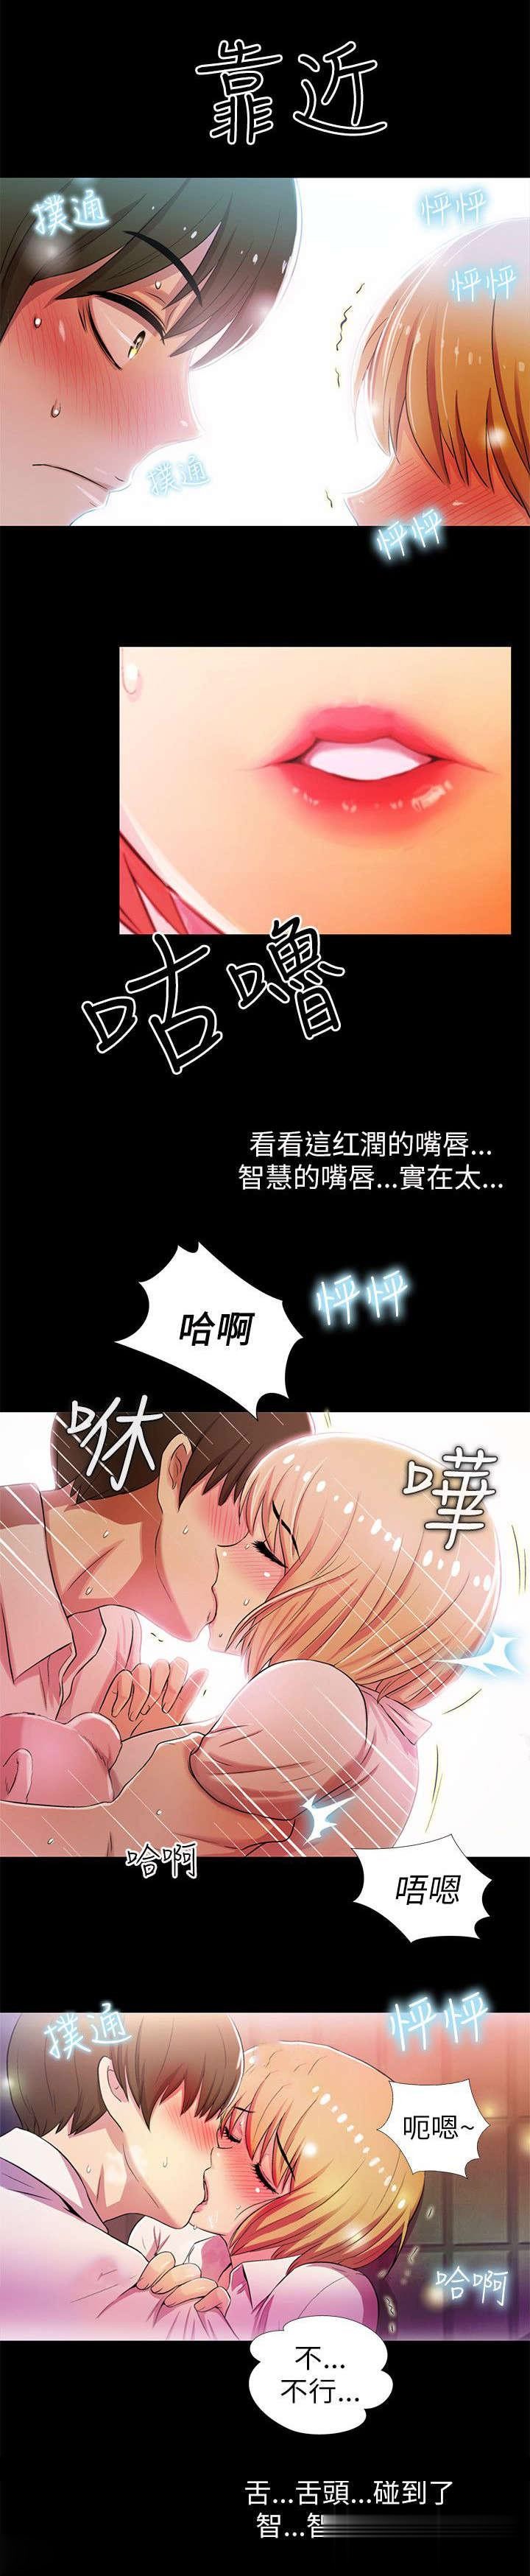 靠近
撲通
怦怦
怦怦
撲通
怦怦
咕嚕
看看這红潤的嘴唇...
智慧的嘴唇...實在太...
怦怦
哈啊
咻
嘩
哈啊
唔嗯
撲通
怦怦
呃嗯~
哈啊
不...
不行...
舌...舌頭...碰到了
智...智